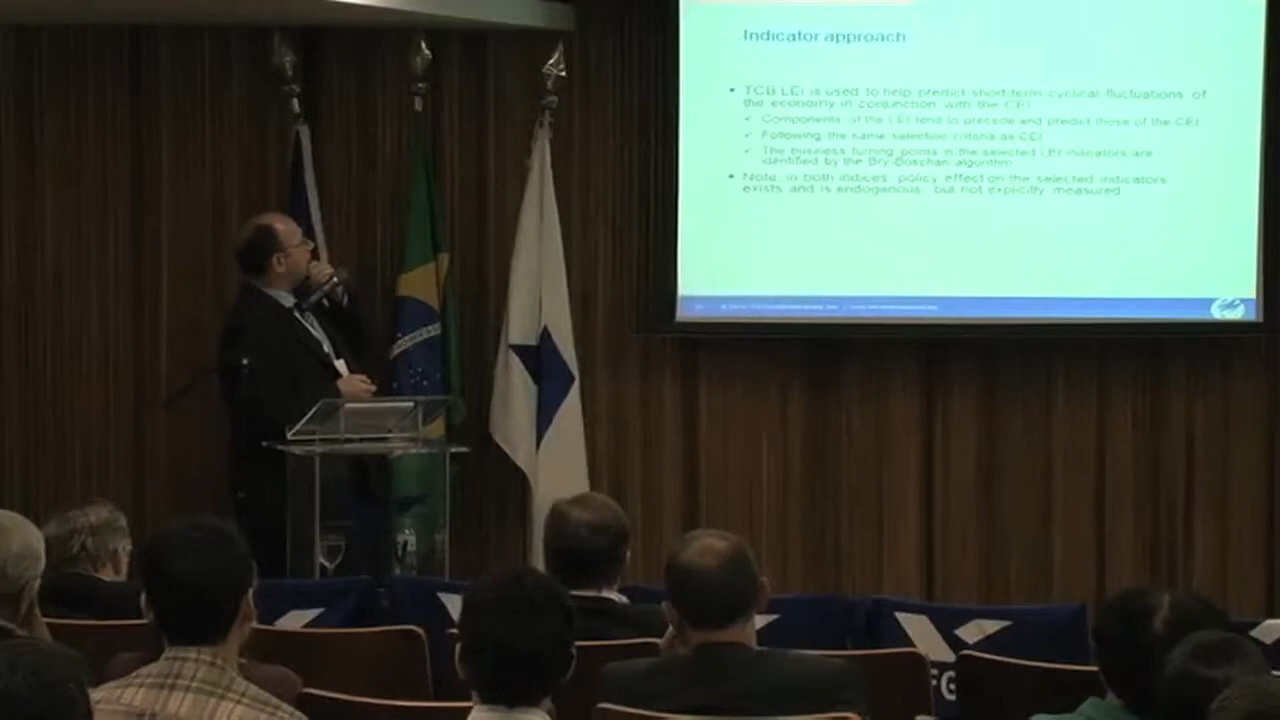 ...Indicator approach
• TCB LEI is used to help predict short-term cyclical fluctuations of
the economy in conjunction with the CEI
✓ Components of the LEI tend to precede and predict those of the CEI
✓ Following the same selection criteria as CEI
✓ The business turning points in the selected LEI indicators are
identified by the Bry-Boschan algorithm
• Note: in both indices, policy effect on the selected indicators
exists and is endogenous, but not explicitly measured
FG